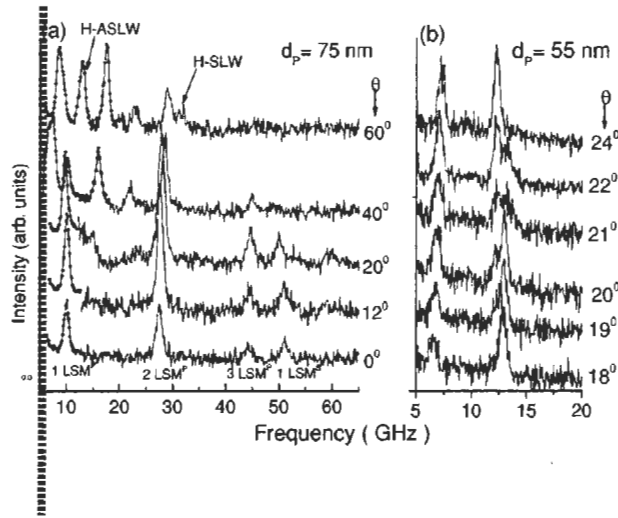 a)
H-ASLW
d_P = 75 nm
H-SLW
θ
60⁰
40⁰
20⁰
12⁰
0⁰
1 LSM
2 LSM^P
3 LSM^P
1 LSM
10 20 30 40 50 60
(b)
d_P = 55 nm
θ
24⁰
22⁰
21⁰
20⁰
19⁰
18⁰
5 10 15 20
Intensity (arb. units)
Frequency ( GHz )